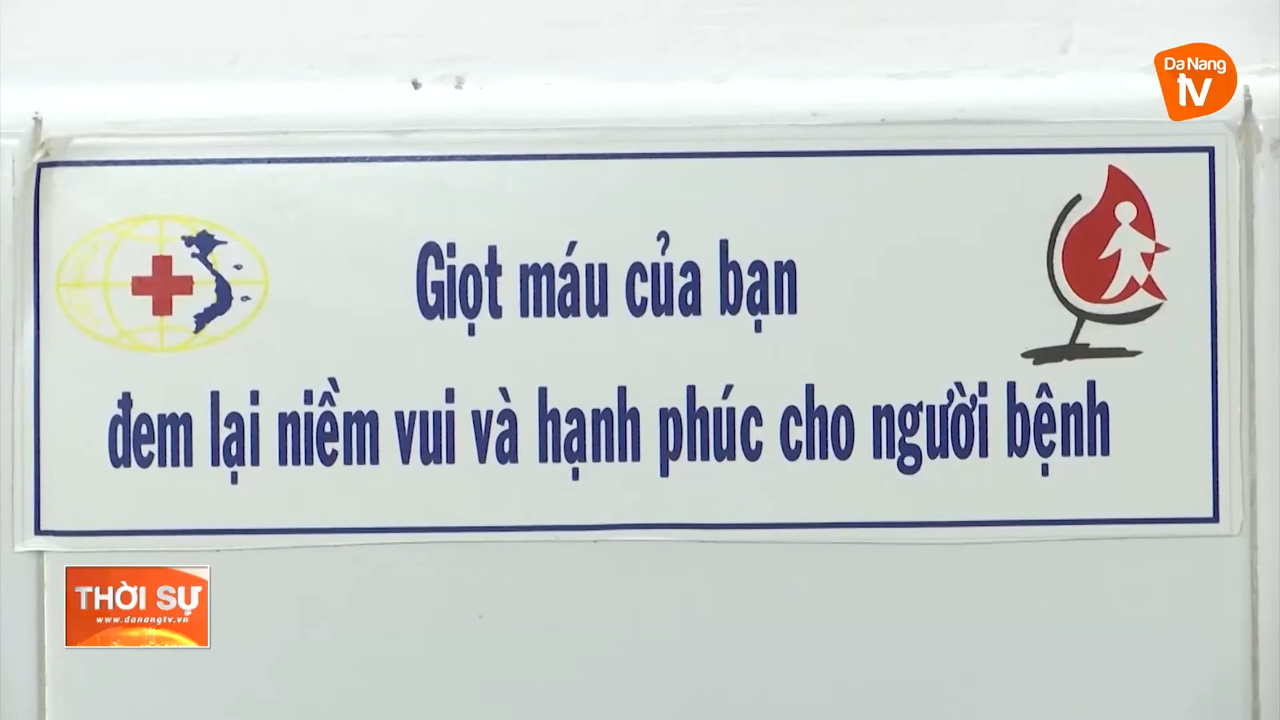 Da Nang
tv
Giọt máu của bạn
đem lại niềm vui và hạnh phúc cho người bệnh
THỜI SỰ
www.danangtv.vn